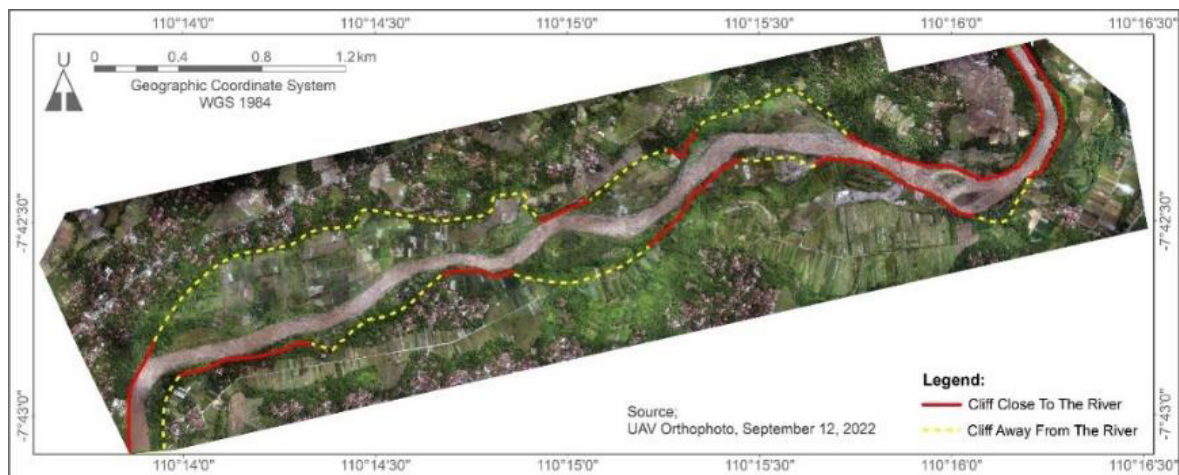 110°14'0" 110°14'30" 110°15'0" 110°15'30" 110°16'0" 110°16'30"
U
0 0.4 0.8 1.2 km
Geographic Coordinate System
WGS 1984
-7°42'30" -7°42'30"
-7°43'0" -7°43'0"
Legend:
Cliff Close To The River
Cliff Away From The River
Source;
UAV Orthophoto, September 12, 2022
110°14'0" 110°14'30" 110°15'0" 110°15'30" 110°16'0" 110°16'30"